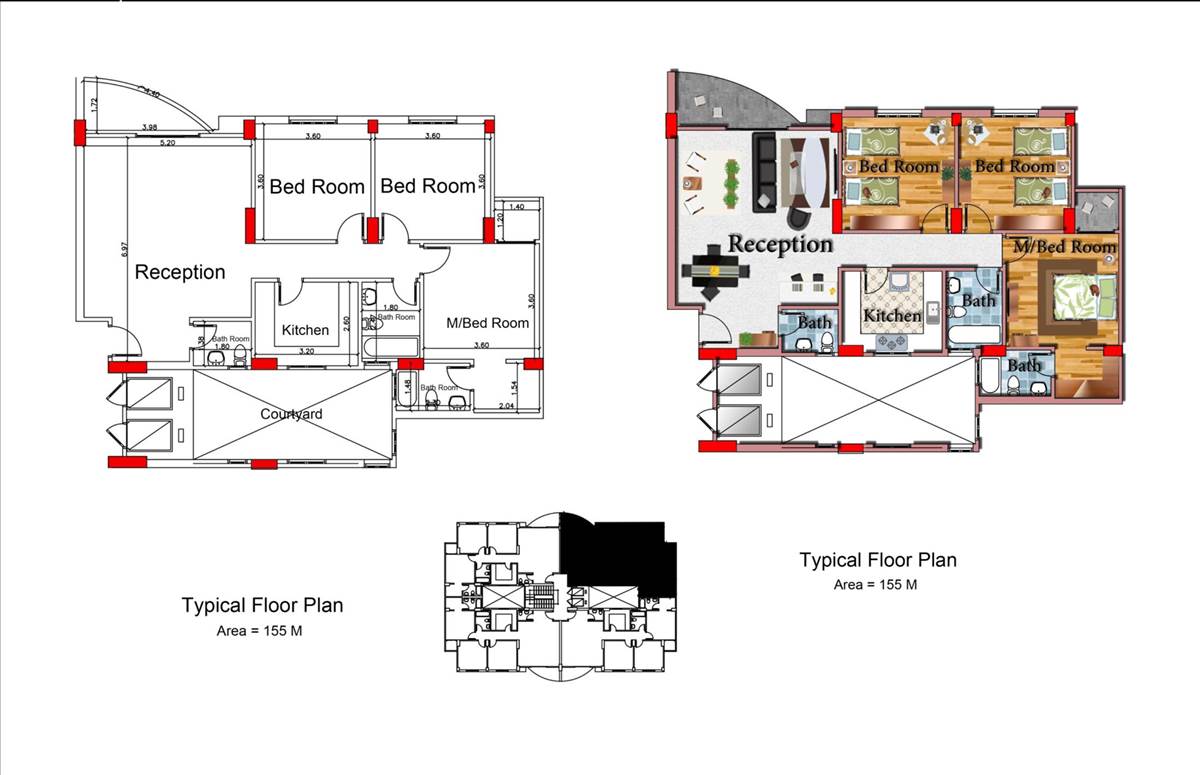 4.40
1.72
3.98
5.20
3.60
3.60
3.60
3.60
Bed Room
Bed Room
1.40
1.20
6.97
Reception
3.60
Kitchen
2.60
3.20
1.80
Bath Room
M/Bed Room
3.60
Bath Room
1.80
1.48
Bath Room
1.54
2.04
Courtyard
Typical Floor Plan
Area = 155 M
Bed Room
Bed Room
Reception
M/Bed Room
Kitchen
Bath
Bath
Bath
Typical Floor Plan
Area = 155 M